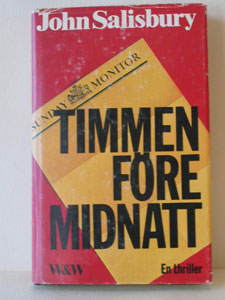 John Salisbury
SUNDAY MONITOR
TIMMEN
FÖRE
MIDNATT
W&W
En thriller